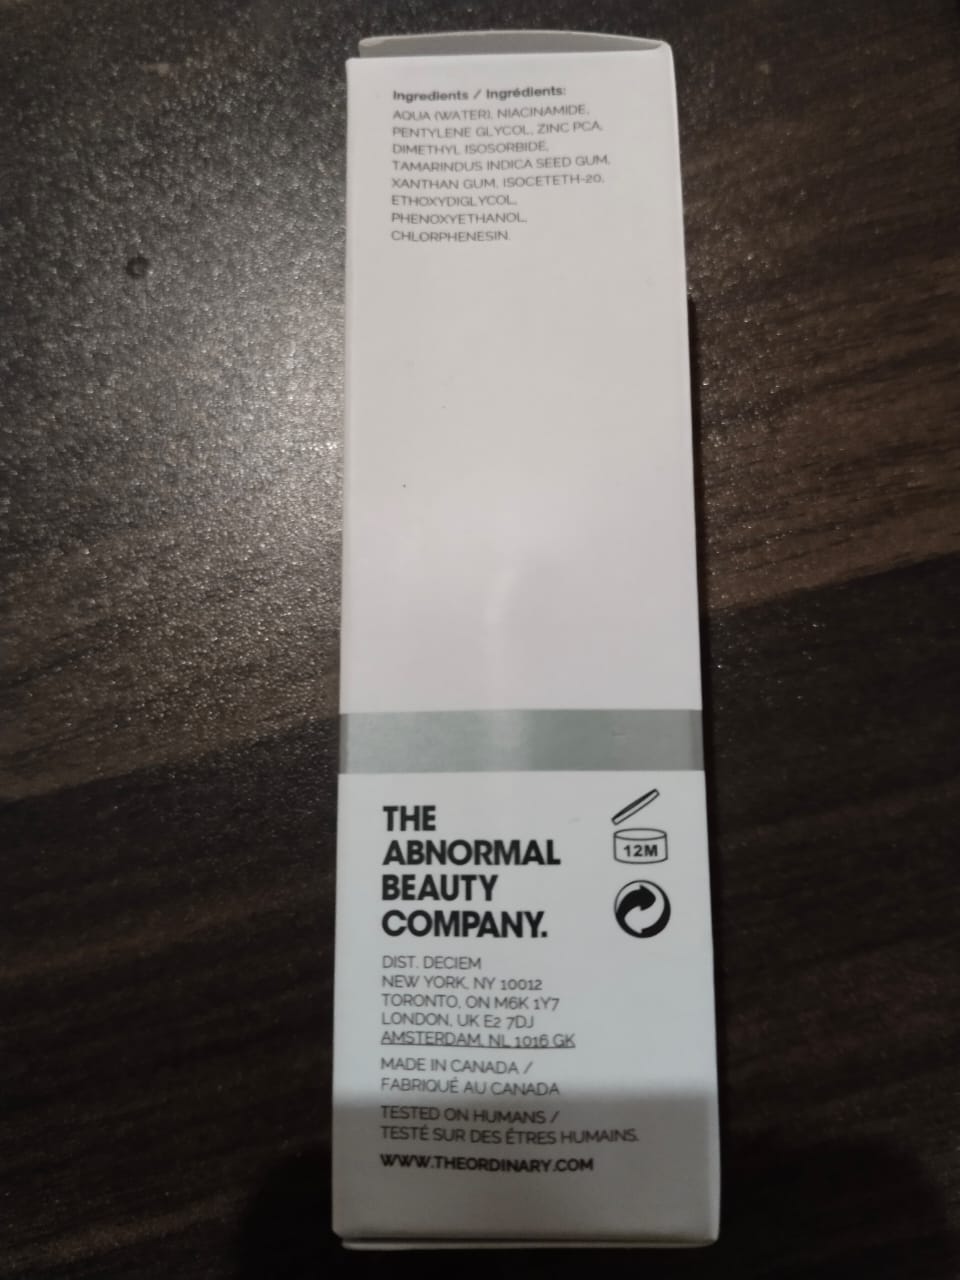 Ingredients / Ingrédients:
AQUA (WATER), NIACINAMIDE,
PENTYLENE GLYCOL, ZINC PCA,
DIMETHYL ISOSORBIDE,
TAMARINDUS INDICA SEED GUM,
XANTHAN GUM, ISOCETETH-20,
ETHOXYDIGLYCOL,
PHENOXYETHANOL,
CHLORPHENESIN.
THE
ABNORMAL
BEAUTY
COMPANY.
12M
DIST. DECIEM
NEW YORK, NY 10012
TORONTO, ON M6K 1Y7
LONDON, UK E2 7DJ
AMSTERDAM, NL 1016 GK
MADE IN CANADA /
FABRIQUÉ AU CANADA
TESTED ON HUMANS /
TESTÉ SUR DES ÊTRES HUMAINS.
WWW.THEORDINARY.COM